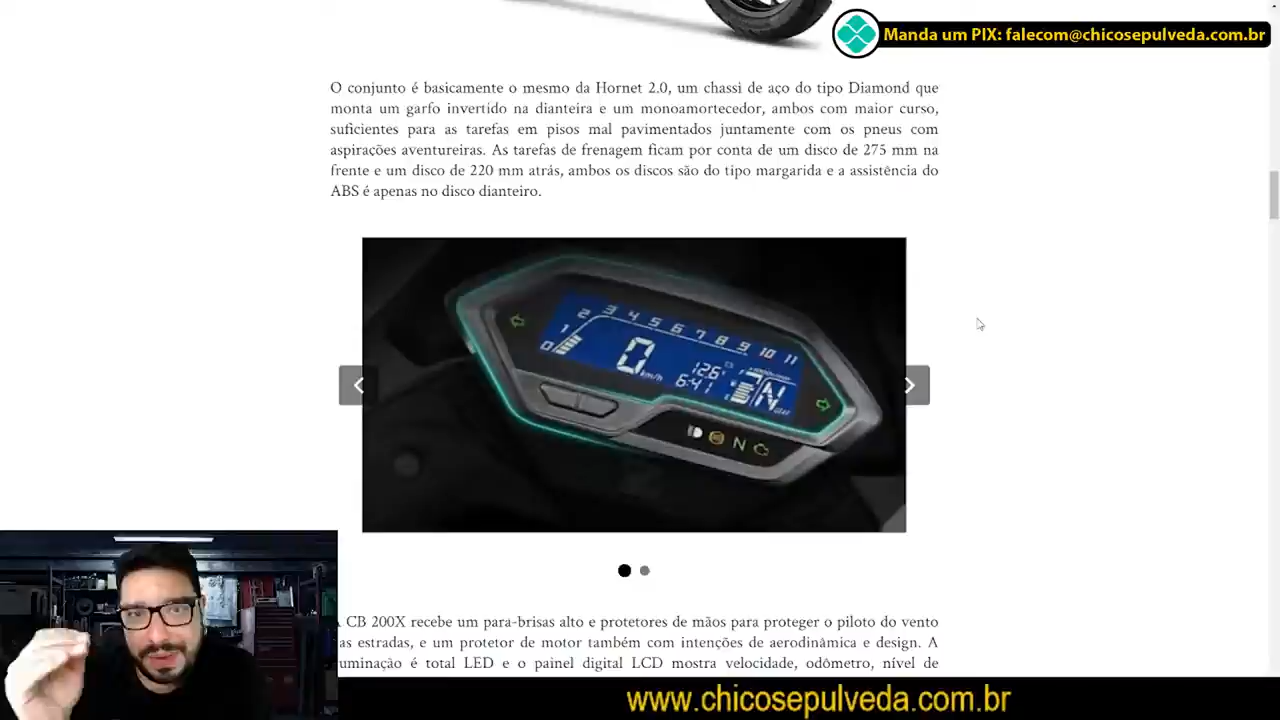 Manda um PIX: falecom@chicosepulveda.com.br
O conjunto é basicamente o mesmo da Hornet 2.0, um chassi de aço do tipo Diamond que
monta um garfo invertido na dianteira e um monoamortecedor, ambos com maior curso,
suficientes para as tarefas em pisos mal pavimentados juntamente com os pneus com
aspirações aventureiras. As tarefas de frenagem ficam por conta de um disco de 275 mm na
frente e um disco de 220 mm atrás, ambos os discos são do tipo margarida e a assistência do
ABS é apenas no disco dianteiro.
0 1 2 3 4 5 6 7 8 9 10 11
0 km/h
12.6
6:41
N
N
CB 200X recebe um para-brisas alto e protetores de mãos para proteger o piloto do vento
as estradas, e um protetor de motor também com intenções de aerodinâmica e design. A
uminação é total LED e o painel digital LCD mostra velocidade, odômetro, nível de
www.chicosepulveda.com.br